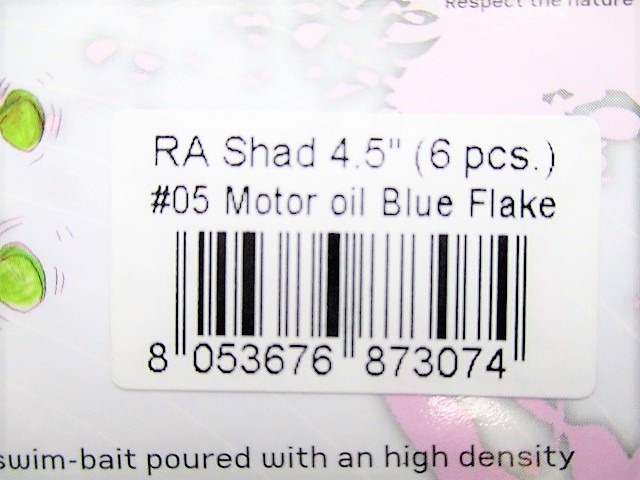 Respect the nature
RA Shad 4.5" (6 pcs.)
#05 Motor oil Blue Flake
8 053676 873074
swim-bait poured with an high density